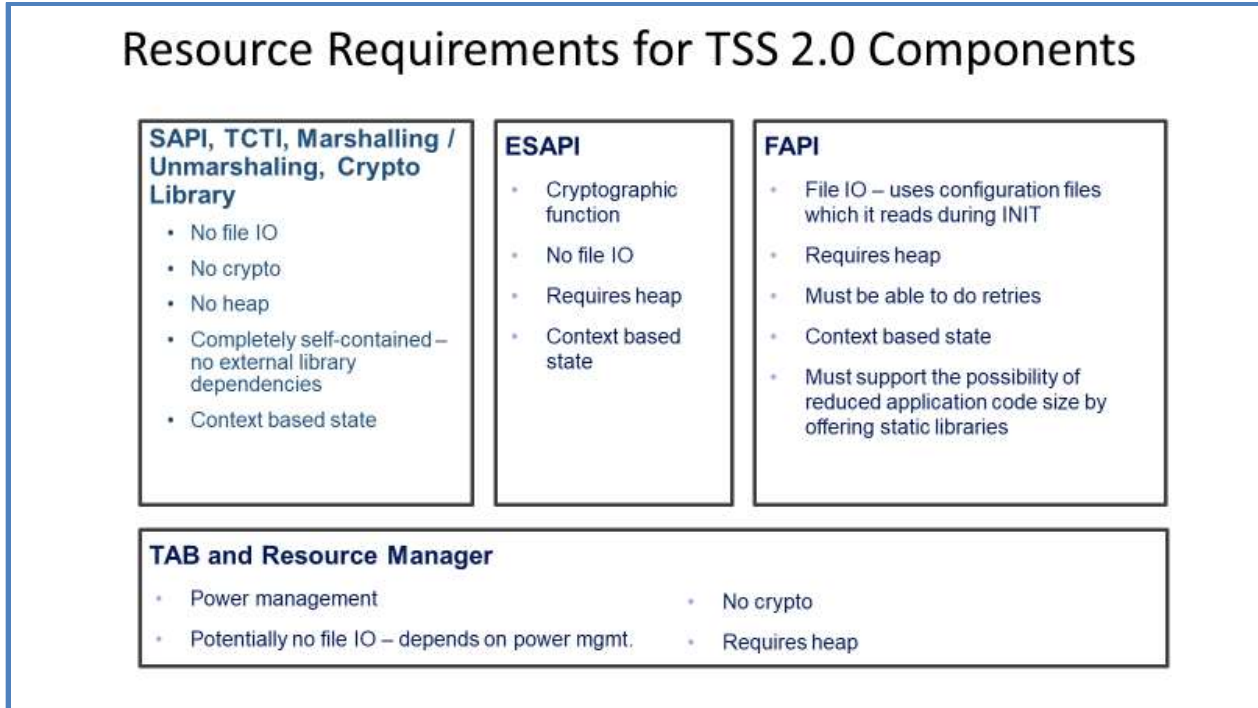 Resource Requirements for TSS 2.0 Components
SAPI, TCTI, Marshalling /
Unmarshaling, Crypto
Library
• No file IO
• No crypto
• No heap
• Completely self-contained –
no external library
dependencies
• Context based state
ESAPI
• Cryptographic
function
• No file IO
• Requires heap
• Context based
state
FAPI
• File IO – uses configuration files
which it reads during INIT
• Requires heap
• Must be able to do retries
• Context based state
• Must support the possibility of
reduced application code size by
offering static libraries
TAB and Resource Manager
• Power management
• Potentially no file IO – depends on power mgmt.
• No crypto
• Requires heap